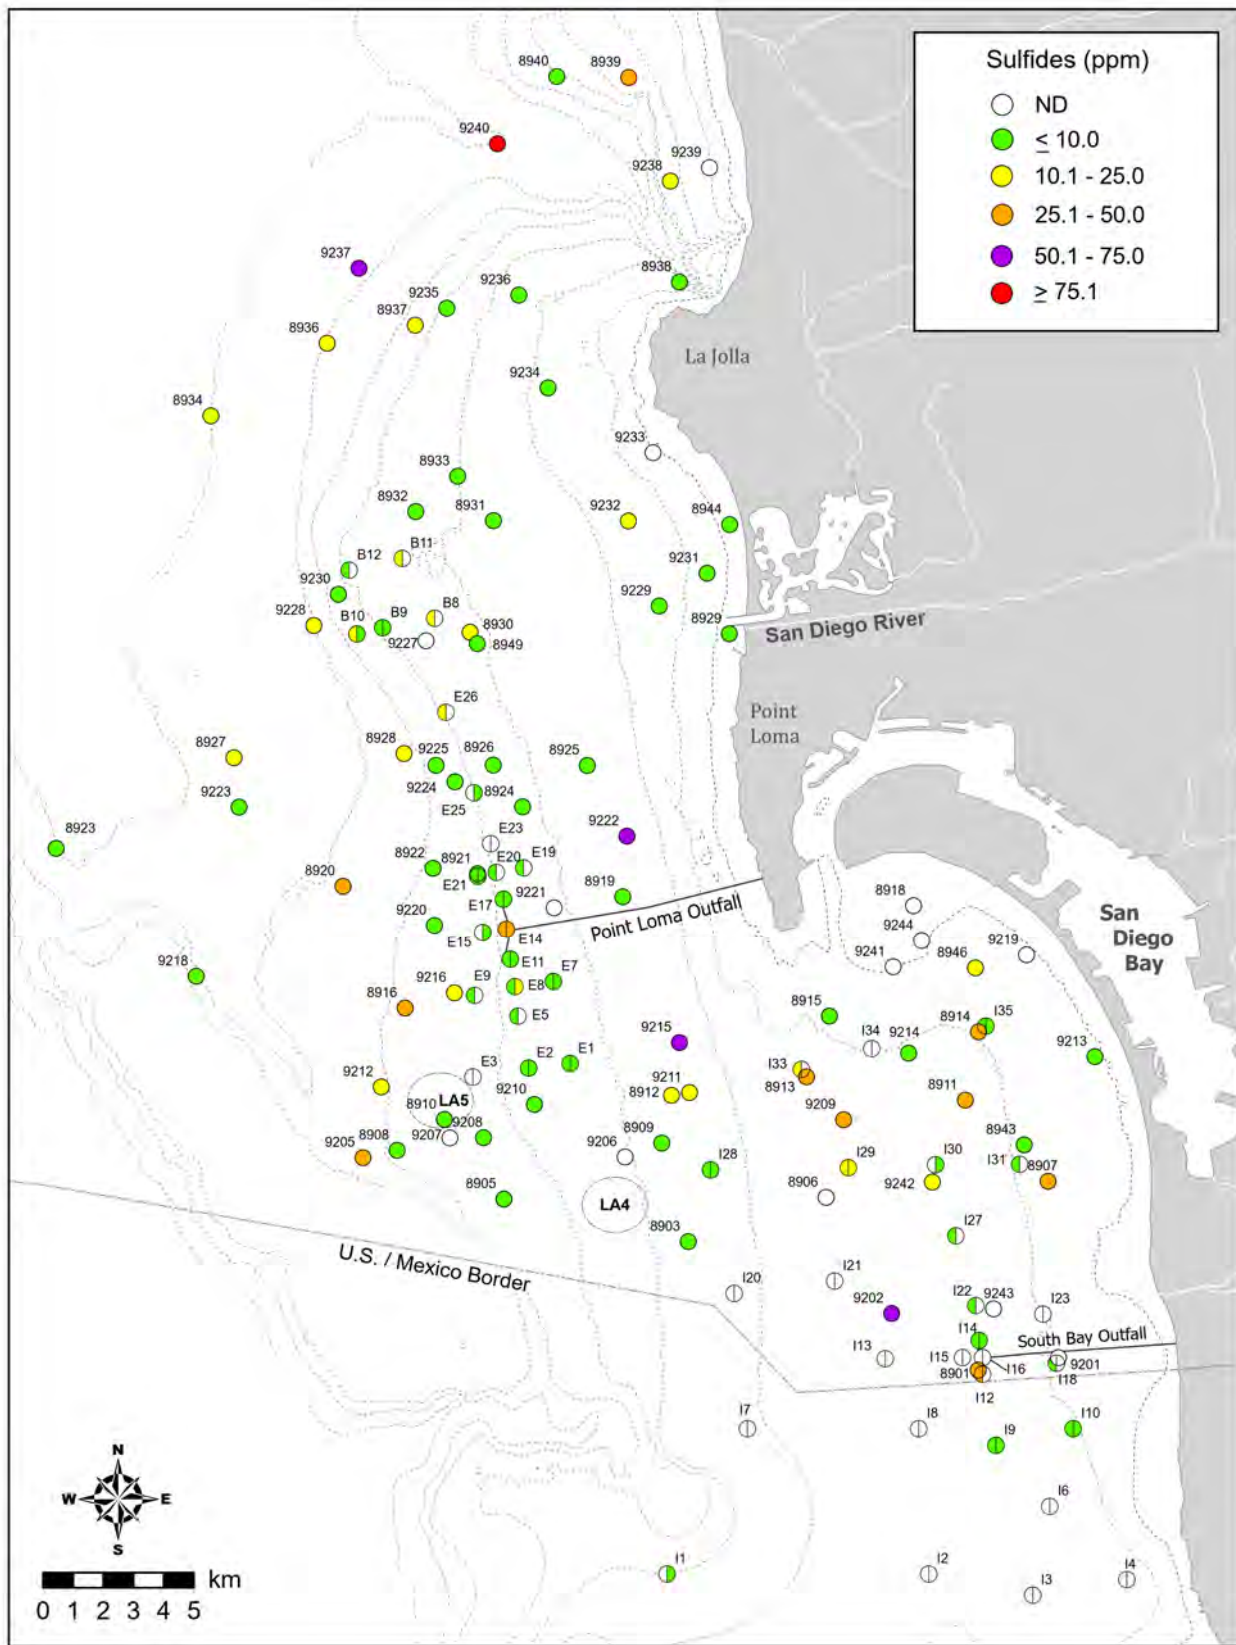 Sulfides (ppm)
ND
≤ 10.0
10.1 - 25.0
25.1 - 50.0
50.1 - 75.0
≥ 75.1
8940
8939
9240
9239
9238
9237
8938
9236
9235
8937
8936
La Jolla
9234
8934
9233
8933
8932
8931
9232
8944
B11
B12
9231
9230
9229
B8
9228
B10
B9
8930
8929
San Diego River
9227
8949
E26
Point
Loma
8928
9225
8926
8925
8927
9224
8924
E25
9223
9222
E23
8923
8922
8921
E20
E19
8920
E21
8919
E17
9221
8918
Point Loma Outfall
San
Diego
Bay
9220
E14
9244
E15
9241
8946
9219
E11
9218
E9
E8
E7
9216
8916
E5
8915
8914
I35
9215
I34
9214
9213
E3
E2
E1
I33
9212
8913
9211
LA5
9210
8912
8911
8910
9209
9207
9208
8909
8943
9205
8908
9206
I28
I29
I30
I31
8907
8905
LA4
8906
9242
8903
I27
U.S. / Mexico Border
I20
I21
9202
I22
9243
I23
I14
South Bay Outfall
I13
I15
I16
9201
8901
I18
I12
I7
I8
I9
I10
I6
N
W
E
S
I1
I2
I3
I4
km
0 1 2 3 4 5